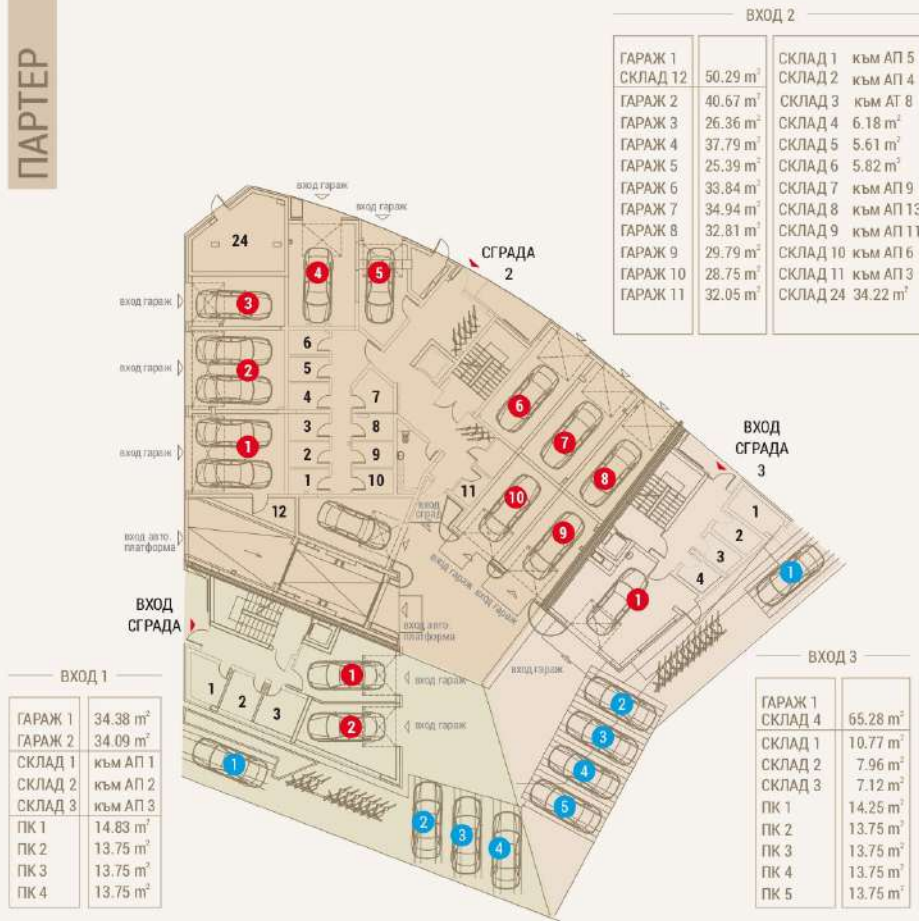 ПАРТЕР
ВХОД 2
ГАРАЖ 1
СКЛАД 12 50.29 m²
ГАРАЖ 2 40.67 m²
ГАРАЖ 3 26.36 m²
ГАРАЖ 4 37.79 m²
ГАРАЖ 5 25.39 m²
ГАРАЖ 6 33.84 m²
ГАРАЖ 7 34.94 m²
ГАРАЖ 8 32.81 m²
ГАРАЖ 9 29.79 m²
ГАРАЖ 10 28.75 m²
ГАРАЖ 11 32.05 m²
СКЛАД 1 към АП 5
СКЛАД 2 към АП 4
СКЛАД 3 към АТ 8
СКЛАД 4 6.18 m²
СКЛАД 5 5.61 m²
СКЛАД 6 5.82 m²
СКЛАД 7 към АП 9
СКЛАД 8 към АП 13
СКЛАД 9 към АП 11
СКЛАД 10 към АП 6
СКЛАД 11 към АП 3
СКЛАД 24 34.22 m²
вход гараж
вход гараж
24
4
5
СГРАДА
2
вход гараж
3
6
вход гараж
2
5
4
7
6
3
8
7
ВХОД
СГРАДА
3
вход гараж
1
2
9
8
1
10
11
10
12
вход
сград
9
1
2
3
4
1
вход авто.
платформа
вход гараж
вход гараж
1
ВХОД
СГРАДА
вход авто
платформа
вход гараж
1
вход гараж
1
2
3
2
вход гараж
1
2
3
4
5
2
3
4
ВХОД 1
ГАРАЖ 1 34.38 m²
ГАРАЖ 2 34.09 m²
СКЛАД 1 към АП 1
СКЛАД 2 към АП 2
СКЛАД 3 към АП 3
ПК 1 14.83 m²
ПК 2 13.75 m²
ПК 3 13.75 m²
ПК 4 13.75 m²
ВХОД 3
ГАРАЖ 1
СКЛАД 4 65.28 m²
СКЛАД 1 10.77 m²
СКЛАД 2 7.96 m²
СКЛАД 3 7.12 m²
ПК 1 14.25 m²
ПК 2 13.75 m²
ПК 3 13.75 m²
ПК 4 13.75 m²
ПК 5 13.75 m²